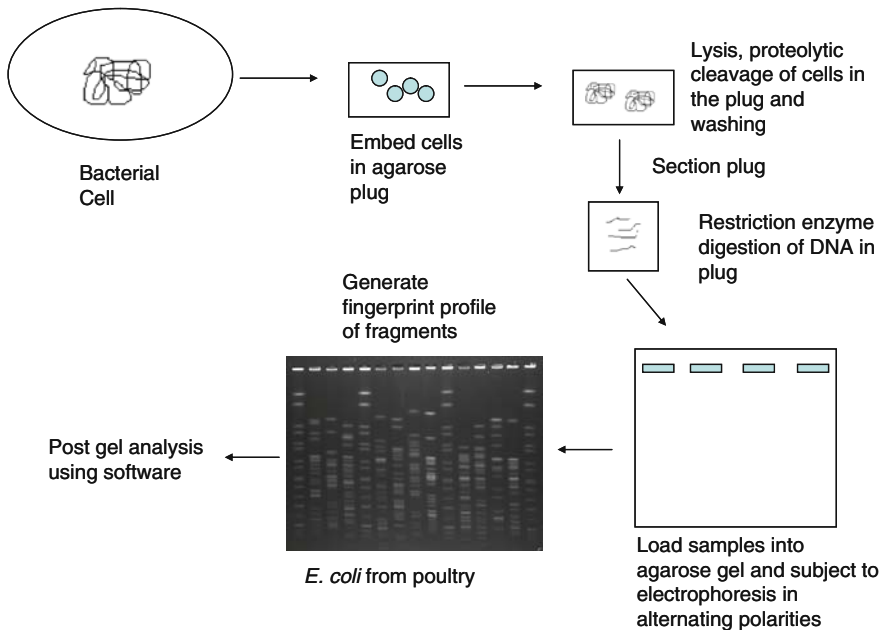 Bacterial
Cell
Embed cells
in agarose
plug
Lysis, proteolytic
cleavage of cells in
the plug and
washing
Section plug
Restriction enzyme
digestion of DNA in
plug
Load samples into
agarose gel and subject to
electrophoresis in
alternating polarities
Generate
fingerprint profile
of fragments
E. coli from poultry
Post gel analysis
using software